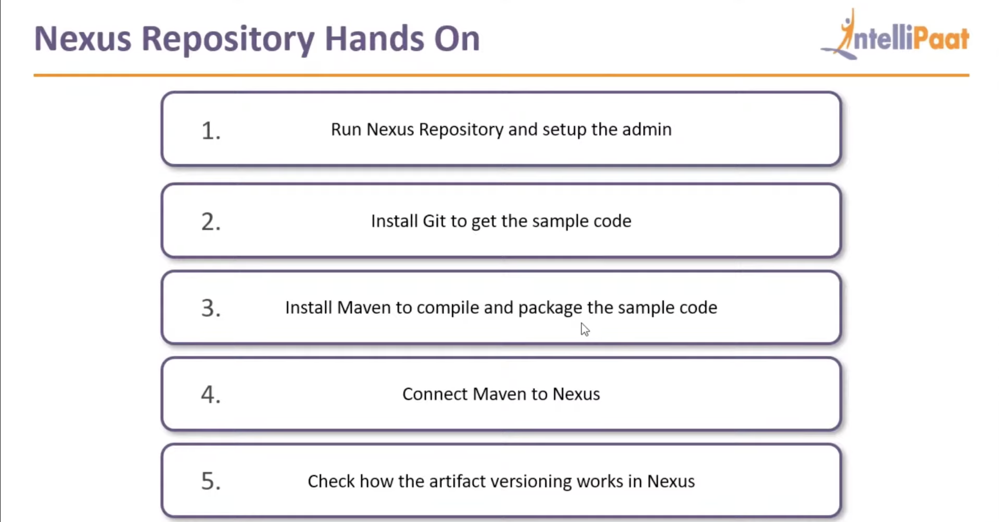 Nexus Repository Hands On
IntelliPaat
1. Run Nexus Repository and setup the admin
2. Install Git to get the sample code
3. Install Maven to compile and package the sample code
4. Connect Maven to Nexus
5. Check how the artifact versioning works in Nexus